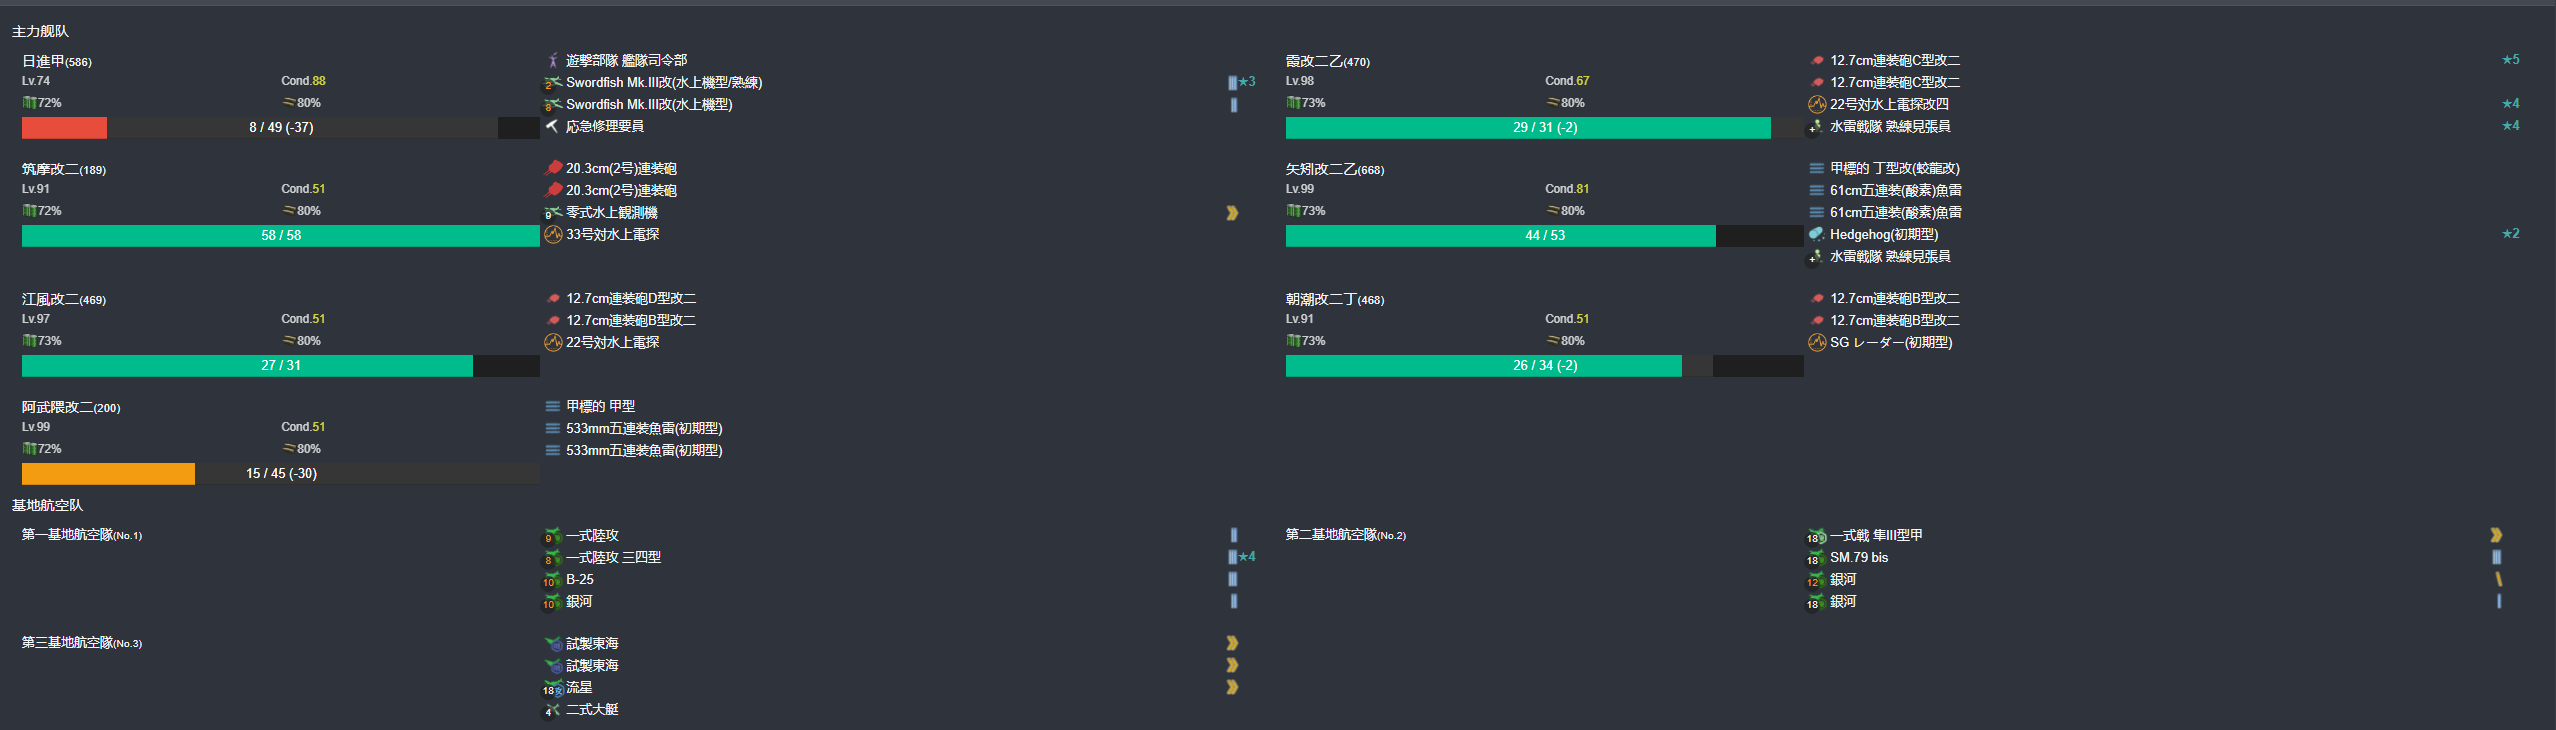 主力舰队
日進甲(586)
Lv.74 Cond.88
72% 80%
8 / 49 (-37)
遊撃部隊 艦隊司令部
2 Swordfish Mk.III改(水上機型/熟練) ★3
8 Swordfish Mk.III改(水上機型)
応急修理要員
霞改二乙(470)
Lv.98 Cond.67
73% 80%
29 / 31 (-2)
12.7cm連装砲C型改二 ★5
12.7cm連装砲C型改二
22号対水上電探改四 ★4
+ 水雷戦隊 熟練見張員 ★4
筑摩改二(189)
Lv.91 Cond.51
72% 80%
58 / 58
20.3cm(2号)連装砲
20.3cm(2号)連装砲
9 零式水上観測機
33号対水上電探
矢矧改二乙(668)
Lv.99 Cond.81
73% 80%
44 / 53
甲標的 丁型改(蛟龍改)
61cm五連装(酸素)魚雷
61cm五連装(酸素)魚雷
Hedgehog(初期型) ★2
+ 水雷戦隊 熟練見張員
江風改二(469)
Lv.97 Cond.51
73% 80%
27 / 31
12.7cm連装砲D型改二
12.7cm連装砲B型改二
22号対水上電探
朝潮改二丁(468)
Lv.91 Cond.51
73% 80%
26 / 34 (-2)
12.7cm連装砲B型改二
12.7cm連装砲B型改二
SG レーダー(初期型)
阿武隈改二(200)
Lv.99 Cond.51
72% 80%
15 / 45 (-30)
甲標的 甲型
533mm五連装魚雷(初期型)
533mm五連装魚雷(初期型)
基地航空队
第一基地航空隊(No.1)
9 一式陸攻
8 一式陸攻 三四型 ★4
10 B-25
10 銀河
第二基地航空隊(No.2)
18 一式戦 隼III型甲
18 SM.79 bis
12 銀河
18 銀河
第三基地航空隊(No.3)
試製東海
試製東海
18 流星
4 二式大艇